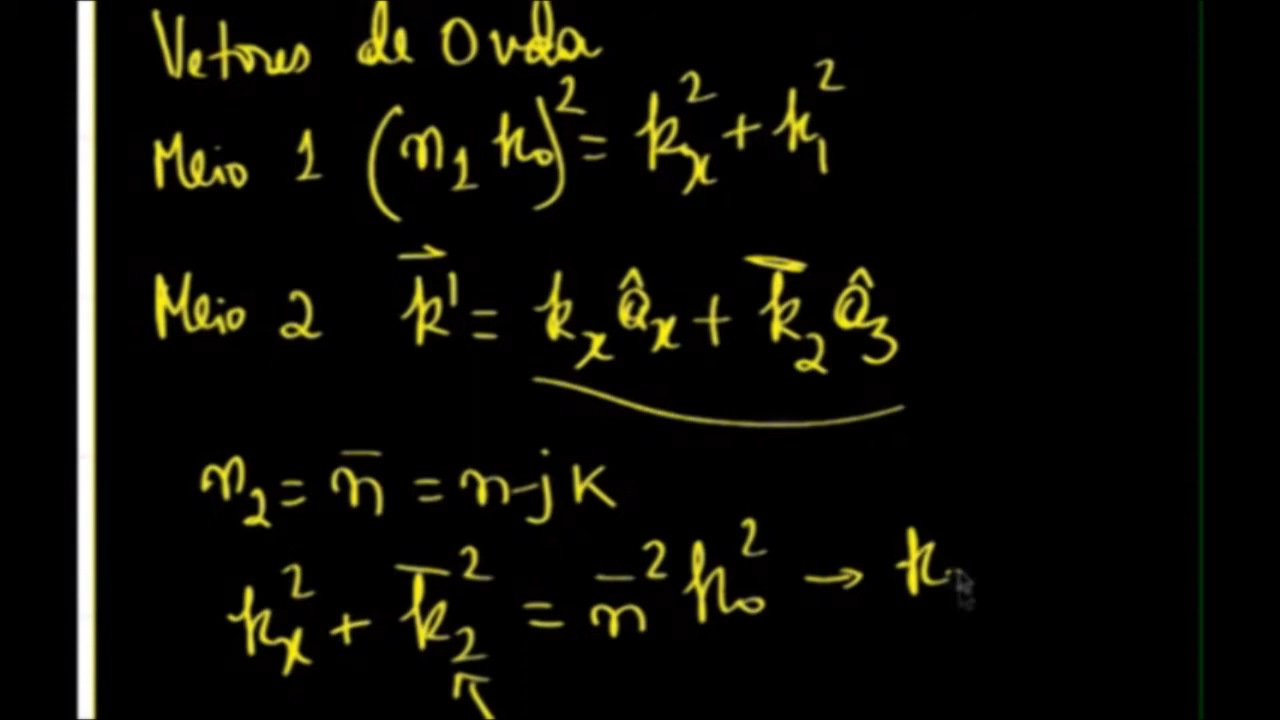 Vetores de Onda
Meio 1 (n₁ k₀)² = kₓ² + k₁²
Meio 2 k⃗' = kₓ âₓ + k̅₂ â₃
n₂ = n̅ = n - jK
kₓ² + k̅₂² = n̅² k₀² → k